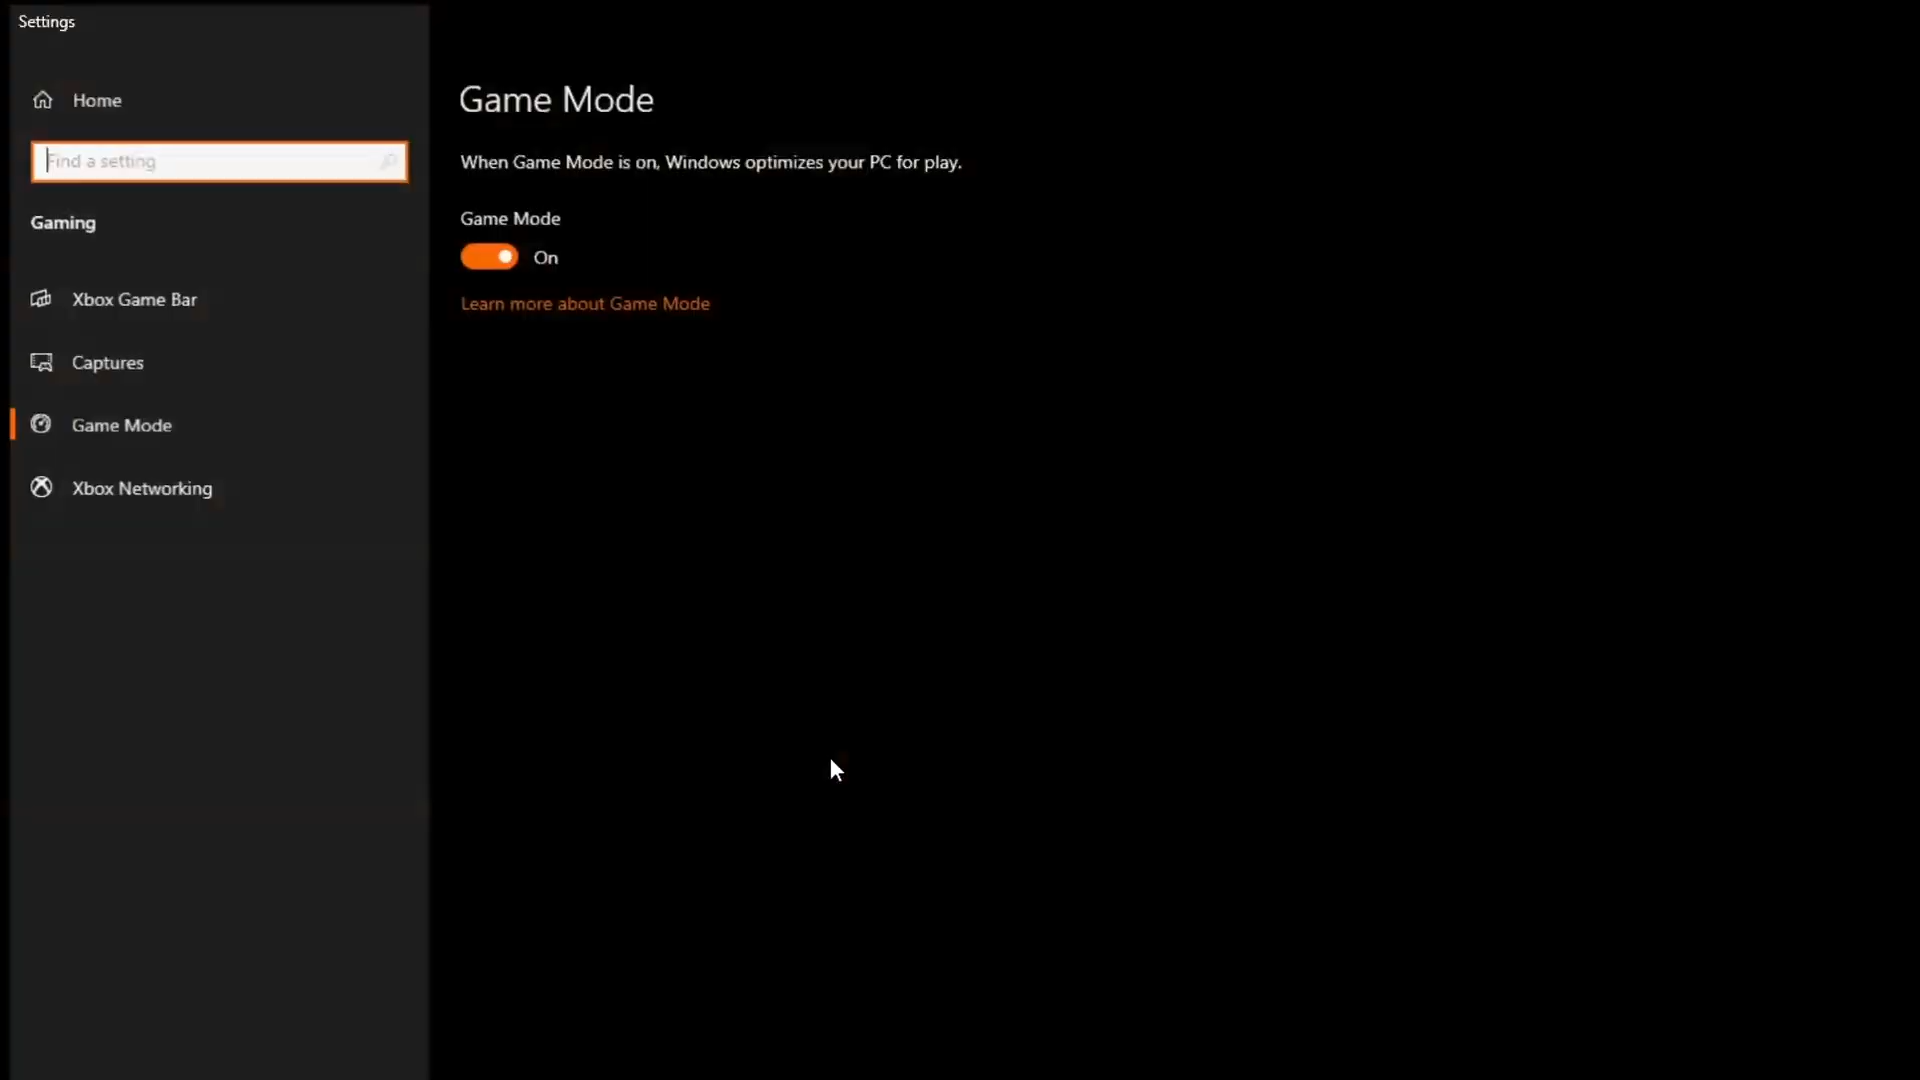 Settings
Home
Find a setting
Gaming
Xbox Game Bar
Captures
Game Mode
Xbox Networking
Game Mode
When Game Mode is on, Windows optimizes your PC for play.
Game Mode
On
Learn more about Game Mode